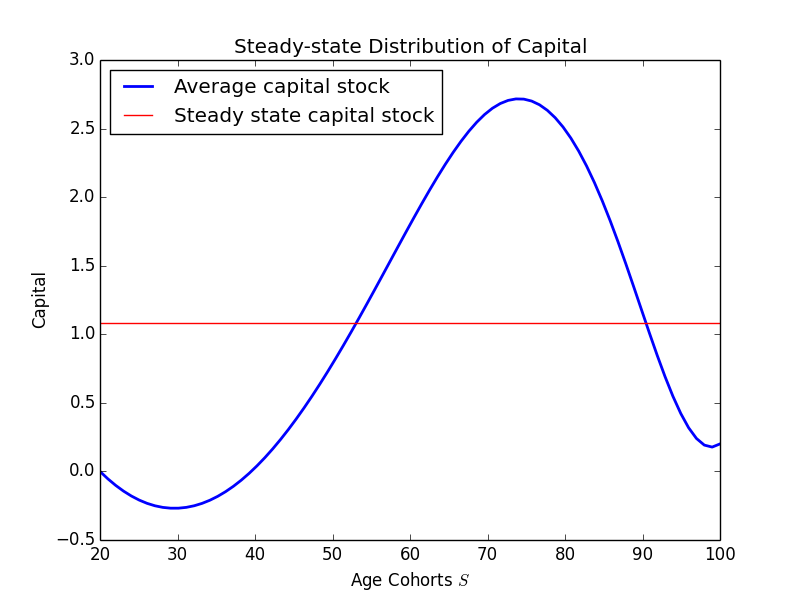 Steady-state Distribution of Capital
Average capital stock
Steady state capital stock
3.0
2.5
2.0
1.5
1.0
0.5
0.0
−0.5
Capital
20 30 40 50 60 70 80 90 100
Age Cohorts S